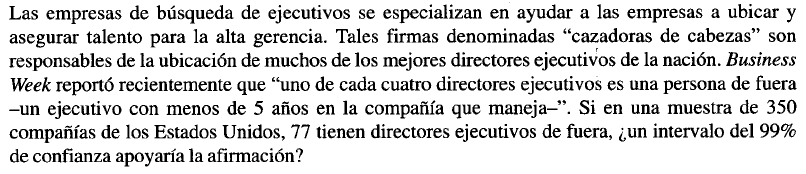 Las empresas de búsqueda de ejecutivos se especializan en ayudar a las empresas a ubicar y
asegurar talento para la alta gerencia. Tales firmas denominadas “cazadoras de cabezas” son
responsables de la ubicación de muchos de los mejores directores ejecutivos de la nación. Business
Week reportó recientemente que “uno de cada cuatro directores ejecutivos es una persona de fuera
–un ejecutivo con menos de 5 años en la compañía que maneja–”. Si en una muestra de 350
compañías de los Estados Unidos, 77 tienen directores ejecutivos de fuera, ¿un intervalo del 99%
de confianza apoyaría la afirmación?